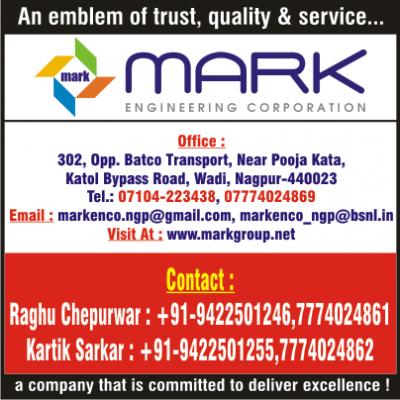 An emblem of trust, quality & service...
mark
MARK
ENGINEERING CORPORATION
Office :
302, Opp. Batco Transport, Near Pooja Kata,
Katol Bypass Road, Wadi, Nagpur-440023
Tel.: 07104-223438, 07774024869
Email : markenco.ngp@gmail.com, markenco_ngp@bsnl.in
Visit At : www.markgroup.net
Contact :
Raghu Chepurwar : +91-9422501246,7774024861
Kartik Sarkar : +91-9422501255,7774024862
a company that is committed to deliver excellence !